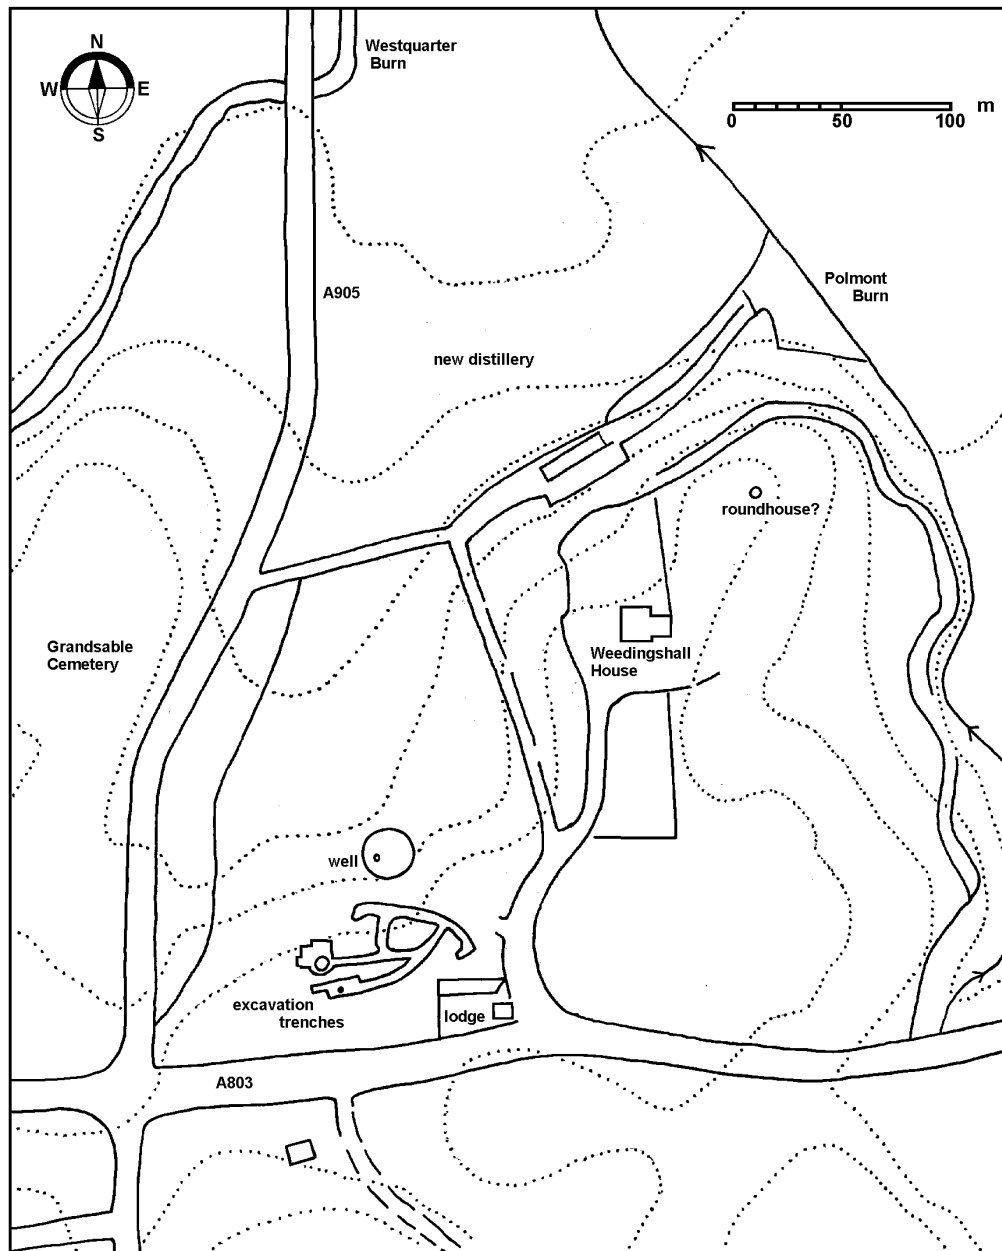 N
W
E
S
Westquarter
Burn
m
0
50
100
A905
Polmont
Burn
new distillery
roundhouse?
Grandsable
Cemetery
Weedingshall
House
well
excavation
trenches
lodge
A803